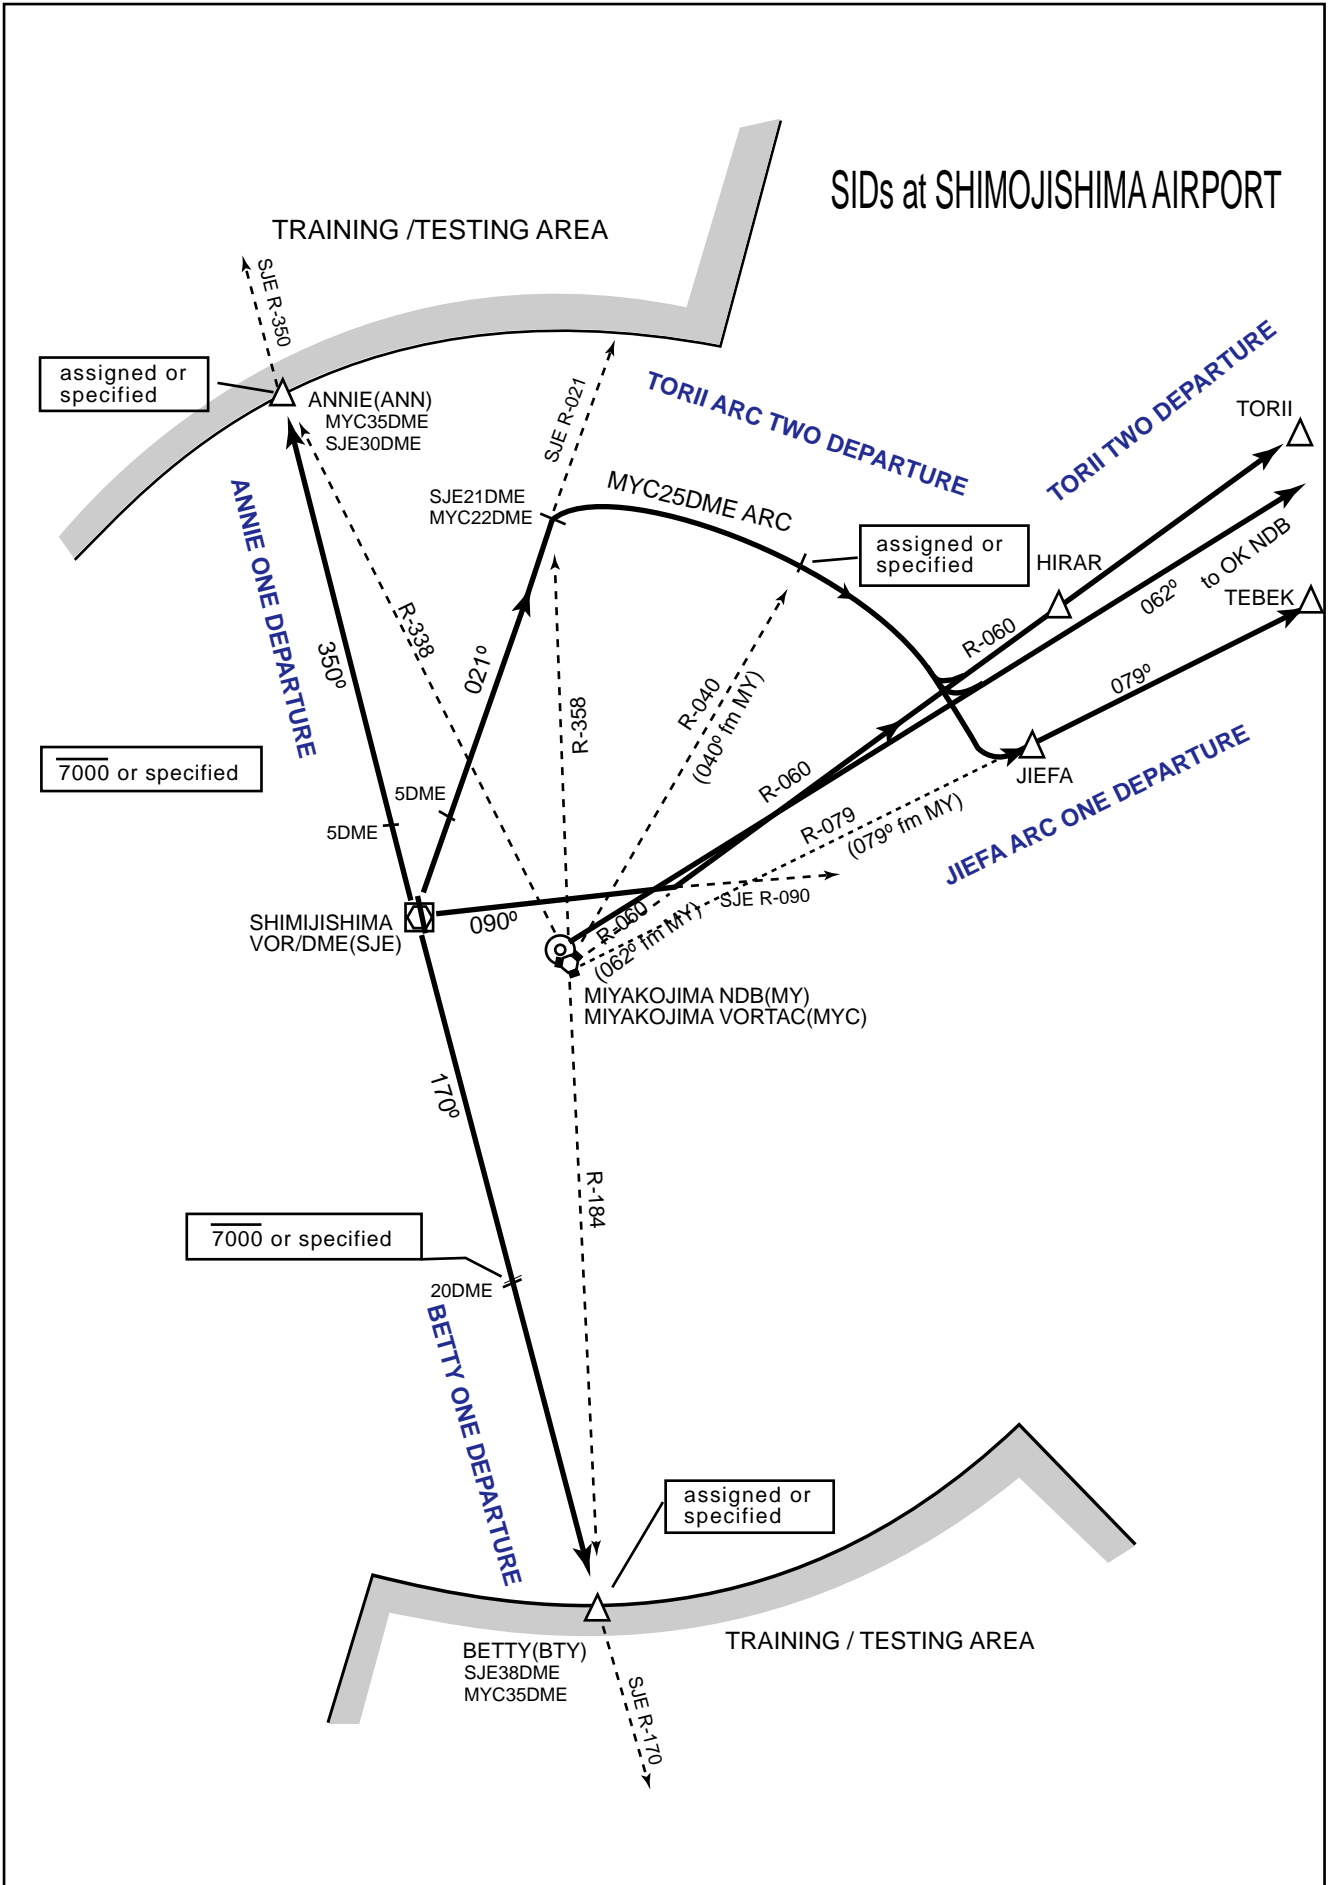 SIDs at SHIMOJISHIMA AIRPORT
TRAINING /TESTING AREA
SJE R-350
assigned or
specified
ANNIE(ANN)
MYC35DME
SJE30DME
SJE R-021
TORII ARC TWO DEPARTURE
TORII TWO DEPARTURE
TORII
ANNIE ONE DEPARTURE
SJE21DME
MYC22DME
MYC25DME ARC
assigned or
specified
HIRAR
062º
to OK NDB
TEBEK
R-338
350º
021º
R-060
R-358
R-040
(040º fm MY)
079º
JIEFA
7000 or specified
5DME
5DME
R-060
R-079
(079º fm MY)
JIEFA ARC ONE DEPARTURE
SHIMIJISHIMA
VOR/DME(SJE)
090º
SJE R-090
R-060
(062º fm MY)
MIYAKOJIMA NDB(MY)
MIYAKOJIMA VORTAC(MYC)
170º
R-184
7000 or specified
20DME
BETTY ONE DEPARTURE
assigned or
specified
BETTY(BTY)
SJE38DME
MYC35DME
TRAINING / TESTING AREA
SJE R-170